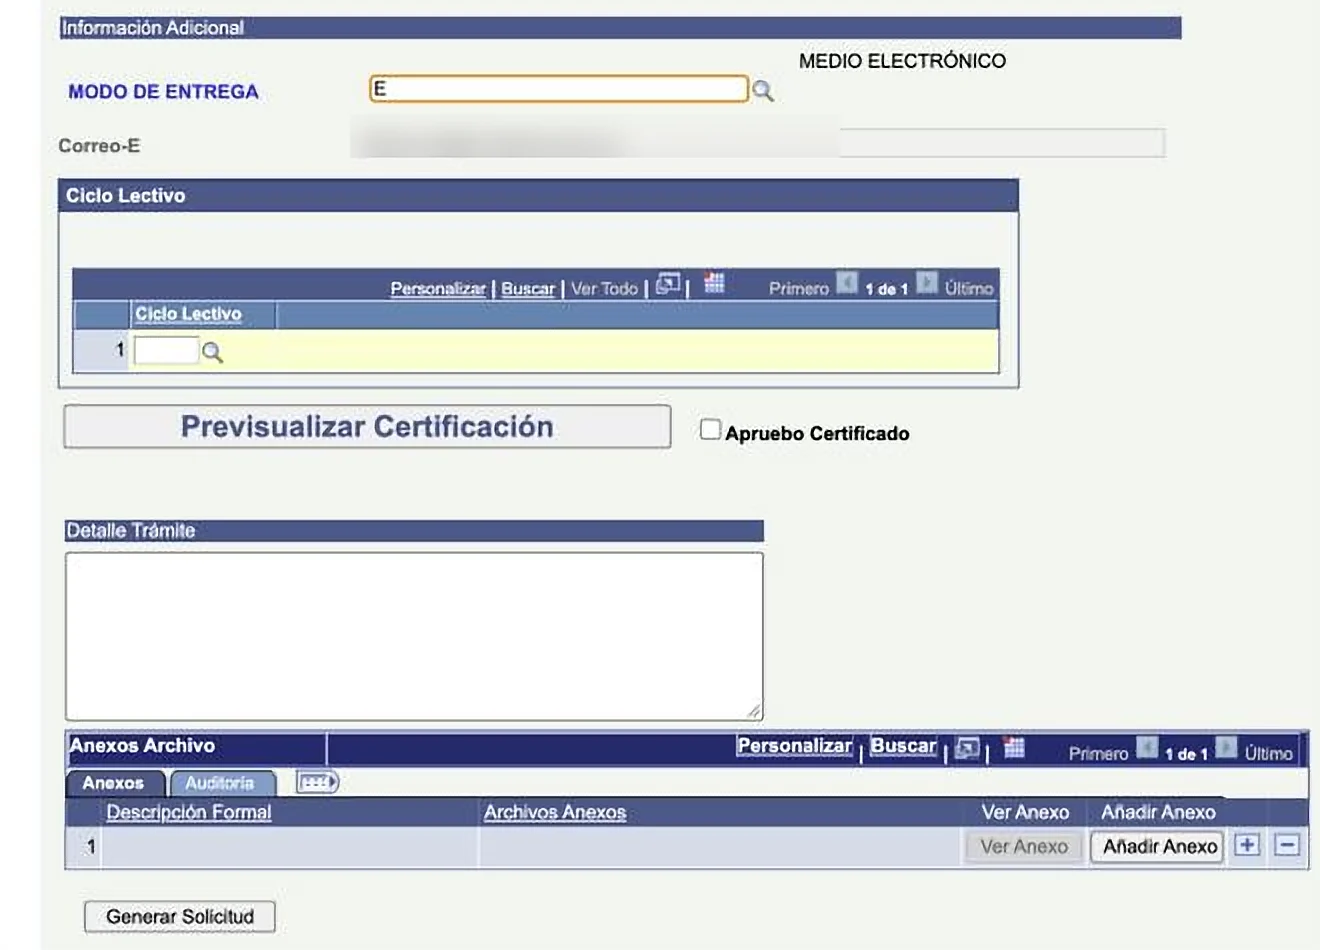 Información Adicional
MEDIO ELECTRÓNICO
MODO DE ENTREGA E
Correo-E
Ciclo Lectivo
Personalizar | Buscar | Ver Todo | | Primero 1 de 1 Último
Ciclo Lectivo
1
Previsualizar Certificación Apruebo Certificado
Detalle Trámite
Anexos Archivo Personalizar | Buscar | | Primero 1 de 1 Último
Anexos Auditoría
Descripción Formal Archivos Anexos Ver Anexo Añadir Anexo
1 Ver Anexo Añadir Anexo
Generar Solicitud